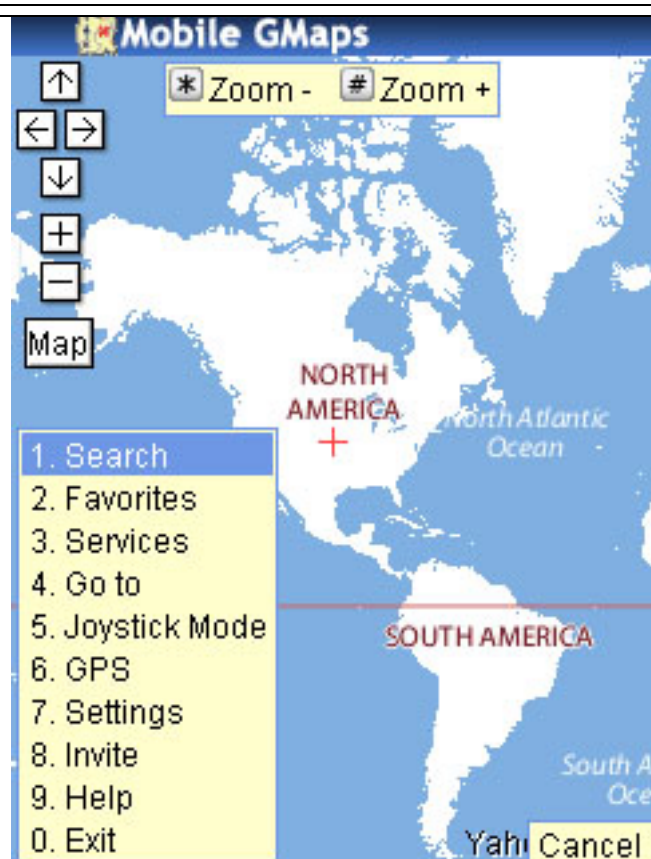 Mobile GMaps
* Zoom - # Zoom +
Map
NORTH
AMERICA
North Atlantic
Ocean
1. Search
2. Favorites
3. Services
4. Go to
5. Joystick Mode
6. GPS
7. Settings
8. Invite
9. Help
0. Exit
SOUTH AMERICA
South A
Oce
Cancel